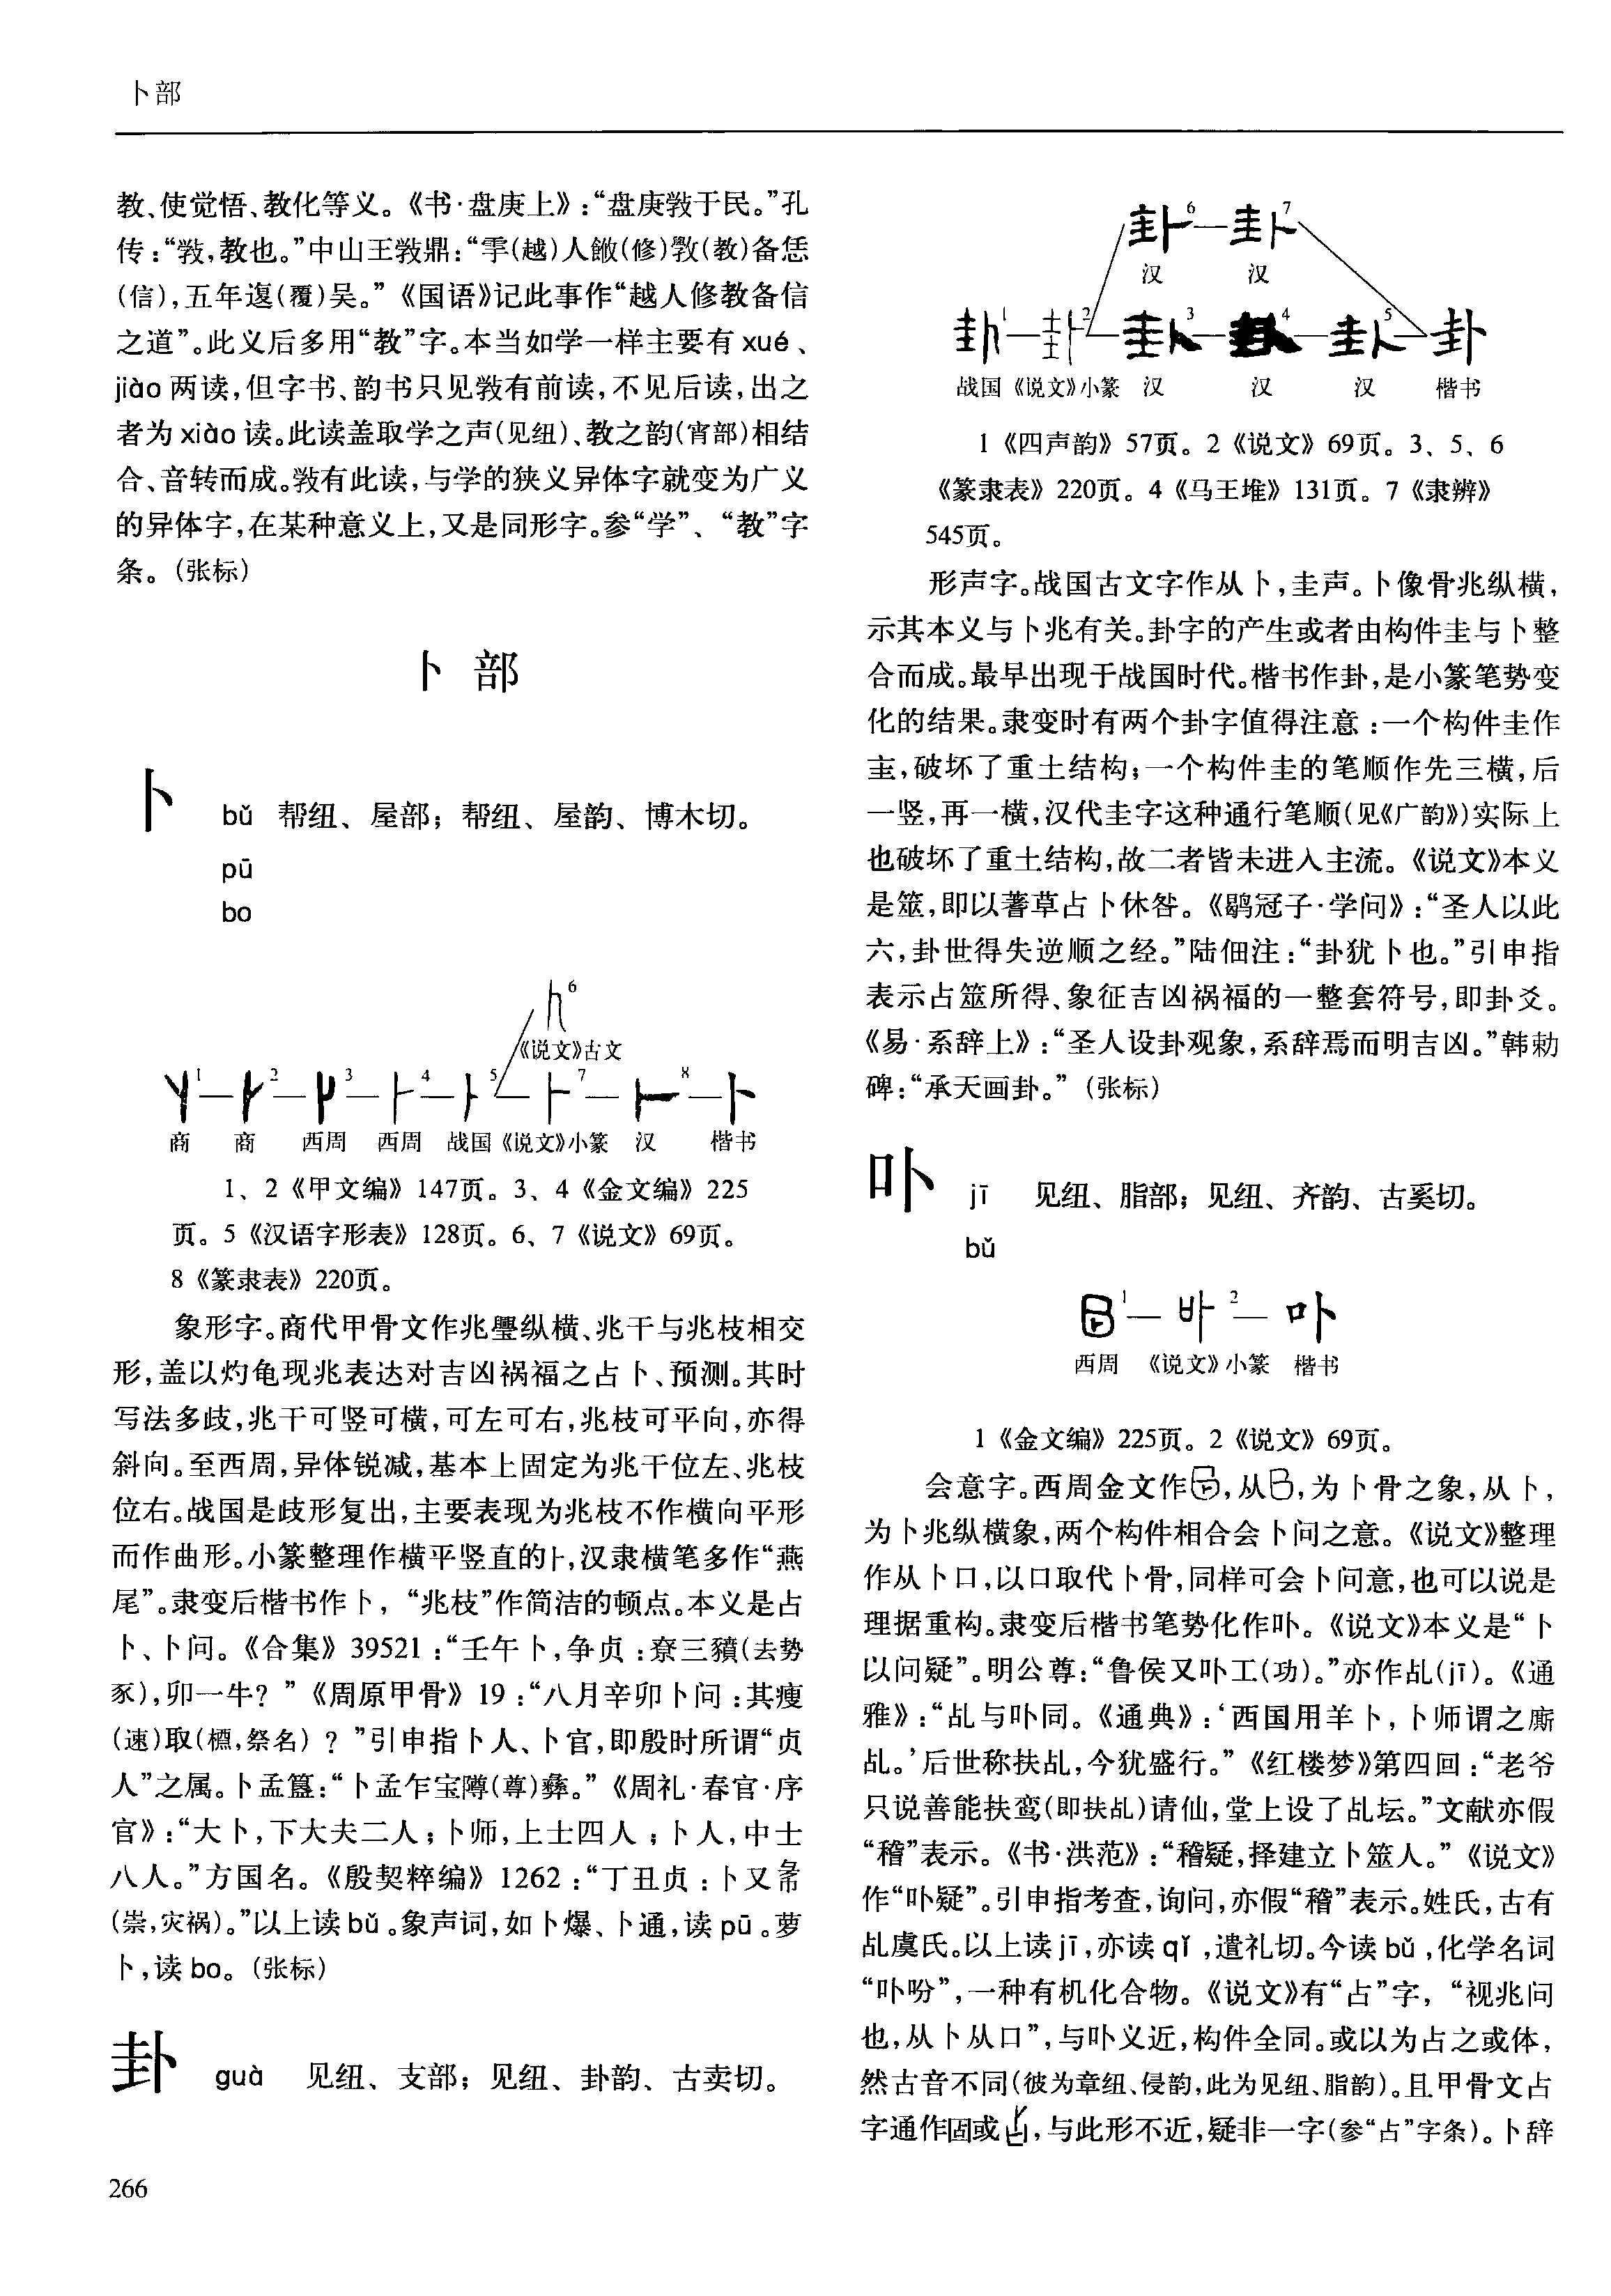 卜部
教、使觉悟、教化等义。《书·盘庚上》：“盘庚敩于民。”孔
传：“敩，教也。”中山王敩鼎：“雩(越)人斆(修)斆(教)备恁
(信)，五年復(覆)吴。”《国语》记此事作“越人修教备信
之道”。此义后多用“教”字。本当如学一样主要有 xué、
jiào 两读，但字书、韵书只见敩有前读，不见后读，出之
者为 xiào 读。此读盖取学之声(见纽)、教之韵(宵部)相结
合、音转而成。敩有此读，与学的狭义异体字就变为广义
的异体字，在某种意义上，又是同形字。参“学”、“教”字
条。(张标)
卜 部
卜 bǔ 帮纽、屋部；帮纽、屋韵、博木切。
pū
bo
6
《说文》古文
1 2 3 4 5 7 8 卜
商 商 西周 西周 战国 《说文》小篆 汉 楷书
1、2《甲文编》147页。3、4《金文编》225
页。5《汉语字形表》128页。6、7《说文》69页。
8《篆隶表》220页。
象形字。商代甲骨文作兆璺纵横、兆干与兆枝相交
形，盖以灼龟现兆表达对吉凶祸福之占卜、预测。其时
写法多歧，兆干可竖可横，可左可右，兆枝可平向，亦得
斜向。至西周，异体锐减，基本上固定为兆干位左、兆枝
位右。战国是歧形复出，主要表现为兆枝不作横向平形
而作曲形。小篆整理作横平竖直的卜，汉隶横笔多作“燕
尾”。隶变后楷书作卜，“兆枝”作简洁的顿点。本义是占
卜、卜问。《合集》39521：“壬午卜，争贞：尞三豶(去势
豕)，卯一牛？”《周原甲骨》19：“八月辛卯卜问：其瘦
(速)取(槱，祭名)？”引申指卜人、卜官，即殷时所谓“贞
人”之属。卜孟簋：“卜孟乍宝隣(尊)彝。”《周礼·春官·序
官》：“大卜，下大夫二人；卜师，上士四人；卜人，中士
八人。”方国名。《殷契粹编》1262：“丁丑贞：卜又
(祟，灾祸)。”以上读 bǔ。象声词，如卜爆、卜通，读 pū。萝
卜，读 bo。(张标)
卦 guà 见纽、支部；见纽、卦韵、古卖切。
6 7
汉 汉
1 2 3 4 5 卦
战国 《说文》小篆 汉 汉 汉 楷书
1《四声韵》57页。2《说文》69页。3、5、6
《篆隶表》220页。4《马王堆》131页。7《隶辨》
545页。
形声字。战国古文字作从卜，圭声。卜像骨兆纵横，
示其本义与卜兆有关。卦字的产生或者由构件圭与卜整
合而成。最早出现于战国时代。楷书作卦，是小篆笔势变
化的结果。隶变时有两个卦字值得注意：一个构件圭作
圭，破坏了重土结构；一个构件圭的笔顺作先三横，后
一竖，再一横，汉代圭字这种通行笔顺(见《广韵》)实际上
也破坏了重土结构，故二者皆未进入主流。《说文》本义
是筮，即以蓍草占卜休咎。《鹖冠子·学问》：“圣人以此
六，卦世得失逆顺之经。”陆佃注：“卦犹卜也。”引申指
表示占筮所得、象征吉凶祸福的一整套符号，即卦爻。
《易·系辞上》：“圣人设卦观象，系辞焉而明吉凶。”韩勑
碑：“承天画卦。”(张标)
卟 jī 见纽、脂部；见纽、齐韵、古奚切。
bǔ
1 2 卟
西周 《说文》小篆 楷书
1《金文编》225页。2《说文》69页。
会意字。西周金文作，从，为卜骨之象，从卜，
为卜兆纵横象，两个构件相合会卜问之意。《说文》整理
作从卜口，以口取代卜骨，同样可会卜问意，也可以说是
理据重构。隶变后楷书笔势化作卟。《说文》本义是“卜
以问疑”。明公尊：“鲁侯又卟工(功)。”亦作乩(jī)。《通
雅》：“乩与卟同。《通典》：‘西国用羊卜，卜师谓之厮
乩。’后世称扶乩，今犹盛行。”《红楼梦》第四回：“老爷
只说善能扶鸾(即扶乩)请仙，堂上设了乩坛。”文献亦假
“稽”表示。《书·洪范》：“稽疑，择建立卜筮人。”《说文》
作“卟疑”。引申指考查，询问，亦假“稽”表示。姓氏，古有
乩虞氏。以上读 jī，亦读 qǐ，遣礼切。今读 bǔ，化学名词
“卟吩”，一种有机化合物。《说文》有“占”字，“视兆问
也，从卜从口”，与卟义近，构件全同。或以为占之或体，
然古音不同(彼为章纽、侵韵，此为见纽、脂韵)。且甲骨文占
字通作固或，与此形不近，疑非一字(参“占”字条)。卜辞
266